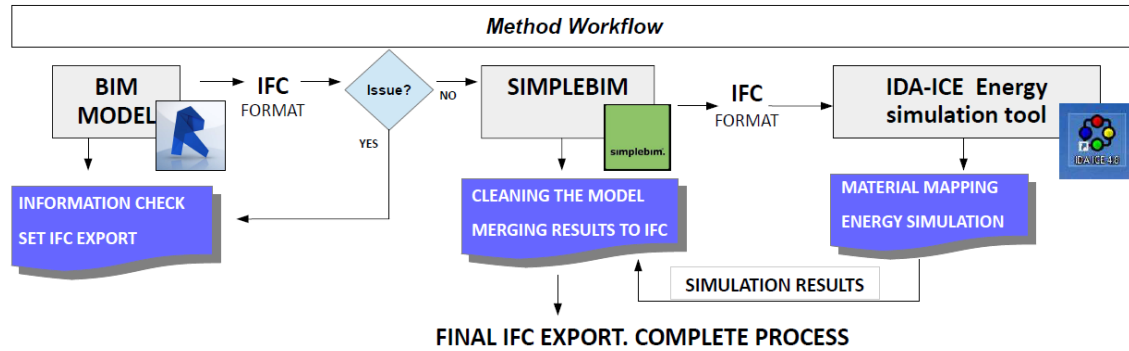 Method Workflow
BIM
MODEL
IFC
FORMAT
Issue?
NO
YES
SIMPLEBIM
simplebim.
IFC
FORMAT
IDA-ICE Energy
simulation tool
IDA ICE 4.6
INFORMATION CHECK
SET IFC EXPORT
CLEANING THE MODEL
MERGING RESULTS TO IFC
MATERIAL MAPPING
ENERGY SIMULATION
SIMULATION RESULTS
FINAL IFC EXPORT. COMPLETE PROCESS